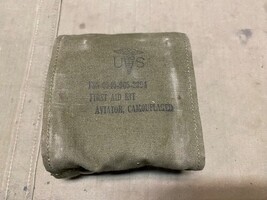 US
FIRST AID KIT
AVIATOR, CAMOUFLAGED